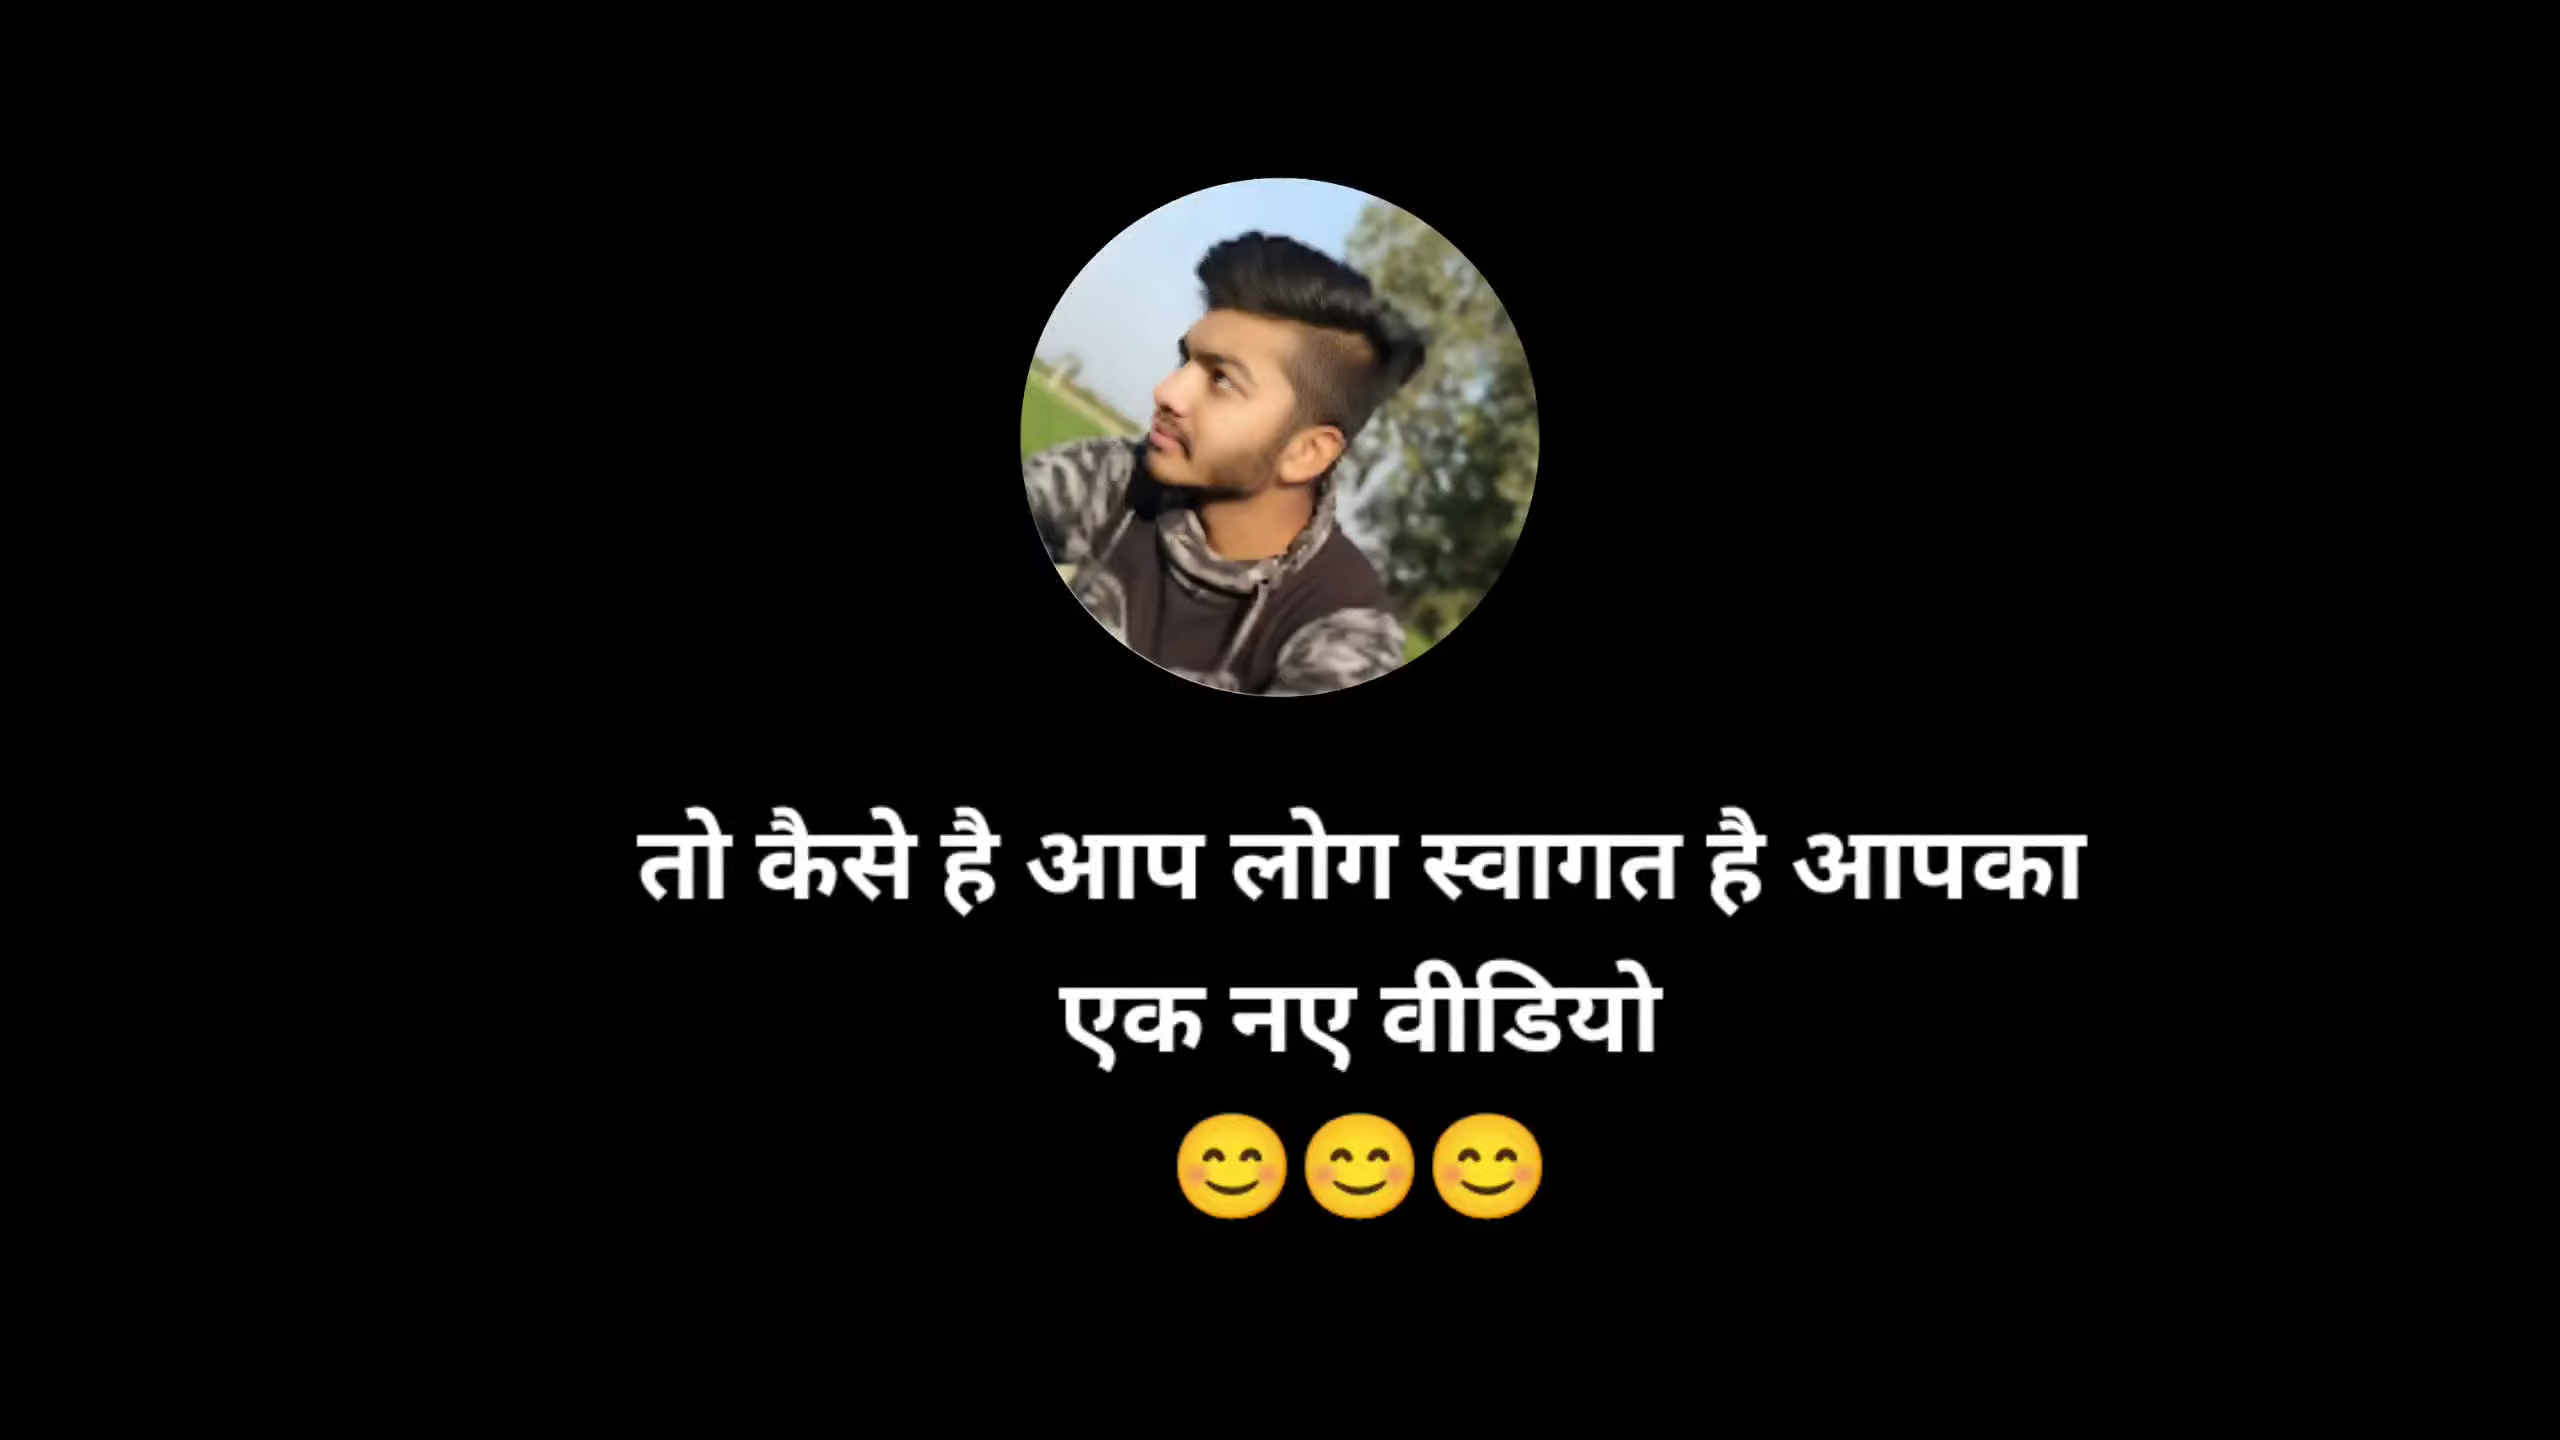 तो कैसे है आप लोग स्वागत है आपका
एक नए वीडियो
😊😊😊